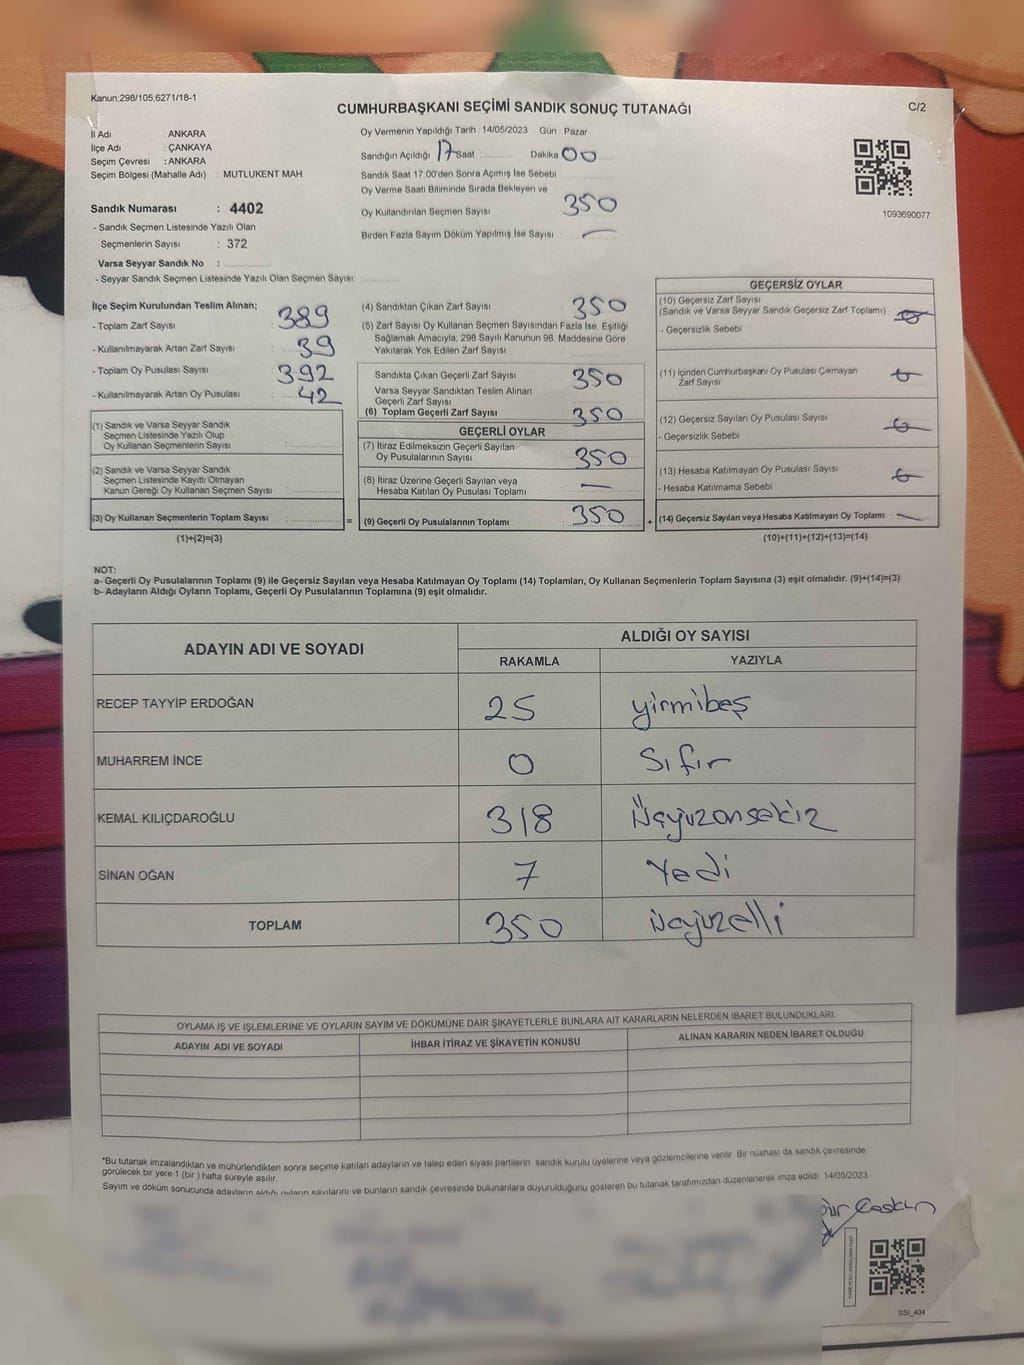 Kanun;298/105;6271/18-1
CUMHURBAŞKANI SEÇİMİ SANDIK SONUÇ TUTANAĞI
C/2
İl Adı : ANKARA
İlçe Adı : ÇANKAYA
Seçim Çevresi : ANKARA
Seçim Bölgesi (Mahalle Adı) : MUTLUKENT MAH.
Sandık Numarası : 4402
- Sandık Seçmen Listesinde Yazılı Olan
Seçmenlerin Sayısı : 372
Varsa Seyyar Sandık No :
- Seyyar Sandık Seçmen Listesinde Yazılı Olan Seçmen Sayısı:
Oy Vermenin Yapıldığı Tarih : 14/05/2023 Gün : Pazar
Sandığın Açıldığı 17 Saat Dakika 00
Sandık Saat 17:00'den Sonra Açımış İse Sebebi
Oy Verme Saati Bitiminde Sırada Bekleyen ve
Oy Kullandırılan Seçmen Sayısı 350
Birden Fazla Sayım Döküm Yapılmış İse Sayısı : —
1093690077
İlçe Seçim Kurulundan Teslim Alınan;
- Toplam Zarf Sayısı 389
- Kullanılmayarak Artan Zarf Sayısı 39
- Toplam Oy Pusulası Sayısı 392
- Kullanılmayarak Artan Oy Pusulası 42
(1) Sandık ve Varsa Seyyar Sandık
Seçmen Listesinde Yazılı Olup
Oy Kullanan Seçmenlerin Sayısı
(2) Sandık ve Varsa Seyyar Sandık
Seçmen Listesinde Kayıtlı Olmayan
Kanun Gereği Oy Kullanan Seçmen Sayısı
(3) Oy Kullanan Seçmenlerin Toplam Sayısı =
(1)+(2)=(3)
(4) Sandıktan Çıkan Zarf Sayısı 350
(5) Zarf Sayısı Oy Kullanan Seçmen Sayısından Fazla İse, Eşitliği
Sağlamak Amacıyla; 298 Sayılı Kanunun 98. Maddesine Göre
Yakılarak Yok Edilen Zarf Sayısı
Sandıkta Çıkan Geçerli Zarf Sayısı 350
Varsa Seyyar Sandıktan Teslim Alınan
Geçerli Zarf Sayısı
(6) Toplam Geçerli Zarf Sayısı 350
GEÇERLİ OYLAR
(7) İtiraz Edilmeksizin Geçerli Sayılan
Oy Pusulalarının Sayısı 350
(8) İtiraz Üzerine Geçerli Sayılan veya
Hesaba Katılan Oy Pusulası Toplamı —
(9) Geçerli Oy Pusulalarının Toplamı 350 +
GEÇERSİZ OYLAR
(10) Geçersiz Zarf Sayısı
(Sandık ve Varsa Seyyar Sandık Geçersiz Zarf Toplamı)
- Geçersizlik Sebebi
(11) İçinden Cumhurbaşkanı Oy Pusulası Çıkmayan
Zarf Sayısı
(12) Geçersiz Sayılan Oy Pusulası Sayısı
- Geçersizlik Sebebi
(13) Hesaba Katılmayan Oy Pusulası Sayısı
- Hesaba Katılmama Sebebi
(14) Geçersiz Sayılan veya Hesaba Katılmayan Oy Toplamı —
(10)+(11)+(12)+(13)=(14)
NOT:
a- Geçerli Oy Pusulalarının Toplamı (9) ile Geçersiz Sayılan veya Hesaba Katılmayan Oy Toplamı (14) Toplamları, Oy Kullanan Seçmenlerin Toplam Sayısına (3) eşit olmalıdır. (9)+(14)=(3)
b- Adayların Aldığı Oyların Toplamı, Geçerli Oy Pusulalarının Toplamına (9) eşit olmalıdır.
ADAYIN ADI VE SOYADI
ALDIĞI OY SAYISI
RAKAMLA YAZIYLA
RECEP TAYYİP ERDOĞAN 25 yirmibeş
MUHARREM İNCE 0 Sıfır
KEMAL KILIÇDAROĞLU 318 Üçyüzonsekiz
SİNAN OĞAN 7 Yedi
TOPLAM 350 Üçyüzelli
OYLAMA İŞ VE İŞLEMLERİNE VE OYLARIN SAYIM VE DÖKÜMÜNE DAİR ŞİKAYETLERLE BUNLARA AİT KARARLARIN NELERDEN İBARET BULUNDUKLARI
ADAYIN ADI VE SOYADI İHBAR İTİRAZ VE ŞİKAYETİN KONUSU ALINAN KARARIN NEDEN İBARET OLDUĞU
*Bu tutanak imzalandıktan ve mühürlendikten sonra seçime katılan adayların ve talep eden siyasi partilerin sandık kurulu üyelerine veya gözlemcilerine verilir. Bir nüshası da sandık çevresinde
görülecek bir yere 1 (bir) hafta süreyle asılır.
Sayım ve döküm sonucunda adayların aldığı oyların sayılarını ve bunların sandık çevresinde bulunanlara duyurulduğunu gösteren bu tutanak tarafımızdan düzenlenerek imza edildi. 14/05/2023
Coskun
SSI_404